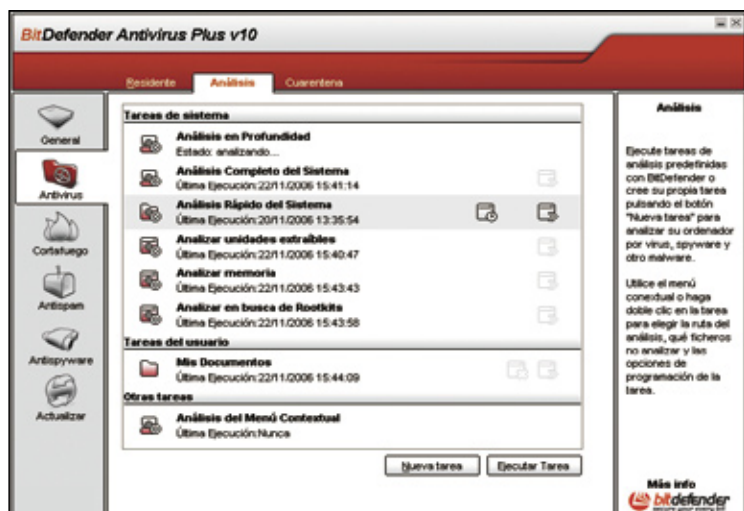 BitDefender Antivirus Plus v10
Residente
Análisis
Cuarentena
General
Antivirus
Cortafuego
Antispam
Antispyware
Actualizar
Tareas de sistema
Análisis en Profundidad
Estado: analizando...
Análisis Completo del Sistema
Última Ejecución:22/11/2006 15:41:14
Análisis Rápido del Sistema
Última Ejecución:20/11/2006 13:35:54
Analizar unidades extraíbles
Última Ejecución:22/11/2006 15:40:47
Analizar memoria
Última Ejecución:22/11/2006 15:43:43
Analizar en busca de Rootkits
Última Ejecución:22/11/2006 15:43:58
Tareas del usuario
Mis Documentos
Última Ejecución:22/11/2006 15:44:09
Otras tareas
Análisis del Menú Contextual
Última Ejecución:Nunca
Nueva tarea
Ejecutar Tarea
Análisis
Ejecute tareas de
análisis predefinidas
con BitDefender o
cree su propia tarea
pulsando el botón
"Nueva tarea" para
analizar su ordenador
por virus, spyware y
otro malware.
Utilice el menú
conextual o haga
doble clic en la tarea
para elegir la ruta del
análisis, qué ficheros
no analizar y las
opciones de
programación de la
tarea.
Más info
bitdefender